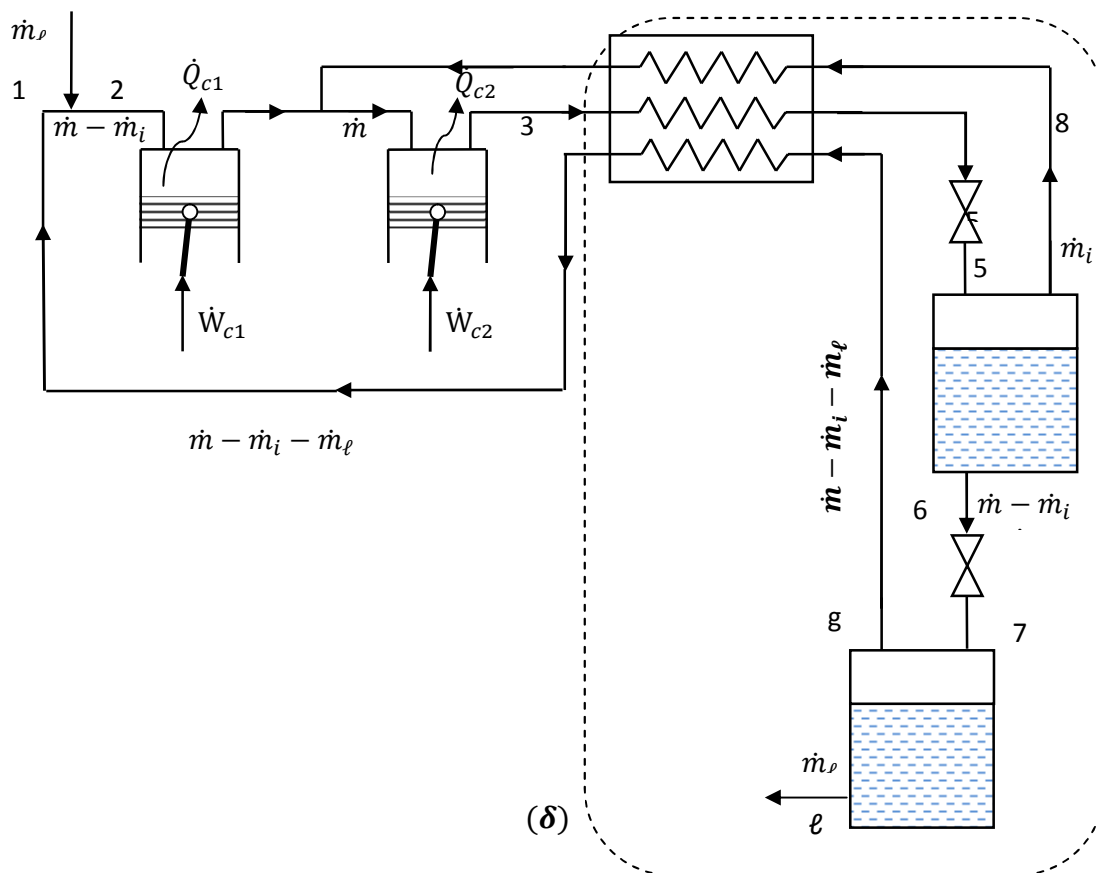 ṁℓ
1
2
Q̇c1
Q̇c2
ṁ − ṁi
ṁ
3
8
5
ṁi
Ẇc1
Ẇc2
ṁ − ṁi − ṁℓ
ṁ − ṁi − ṁℓ
6
ṁ − ṁi
g
7
ṁℓ
ℓ
(δ)